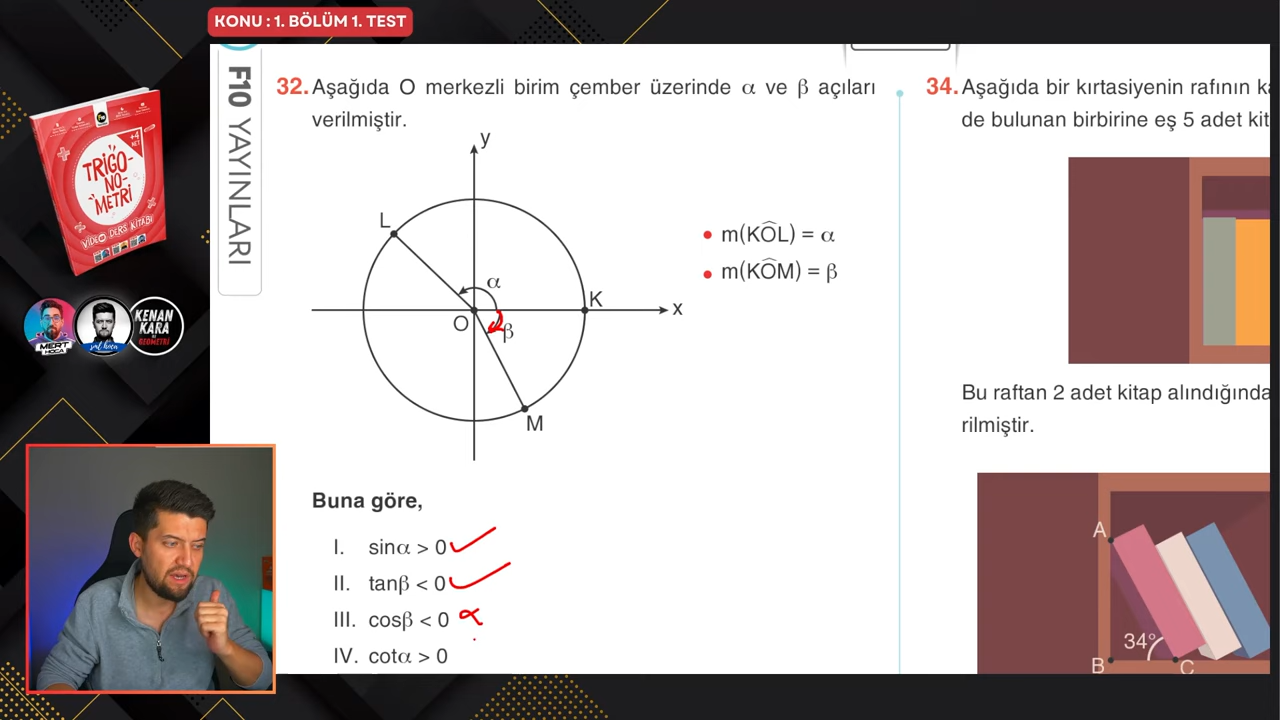 KONU : 1. BÖLÜM 1. TEST
F10 YAYINLARI
TRİGO-
NO-
METRİ
VİDEO DERS KİTABI
+4 NET
MERT HOCA
KENAN
KARA
GEOMETRİ
32. Aşağıda O merkezli birim çember üzerinde α ve β açıları
verilmiştir.
y
L
α
K
x
O
β
M
• m(KÔL) = α
• m(KÔM) = β
Buna göre,
I. sinα > 0
II. tanβ < 0
III. cosβ < 0
IV. cotα > 0
34. Aşağıda bir kırtasiyenin rafının
de bulunan birbirine eş 5 adet
Bu raftan 2 adet kitap alındığında
rilmiştir.
A
34°
B
C